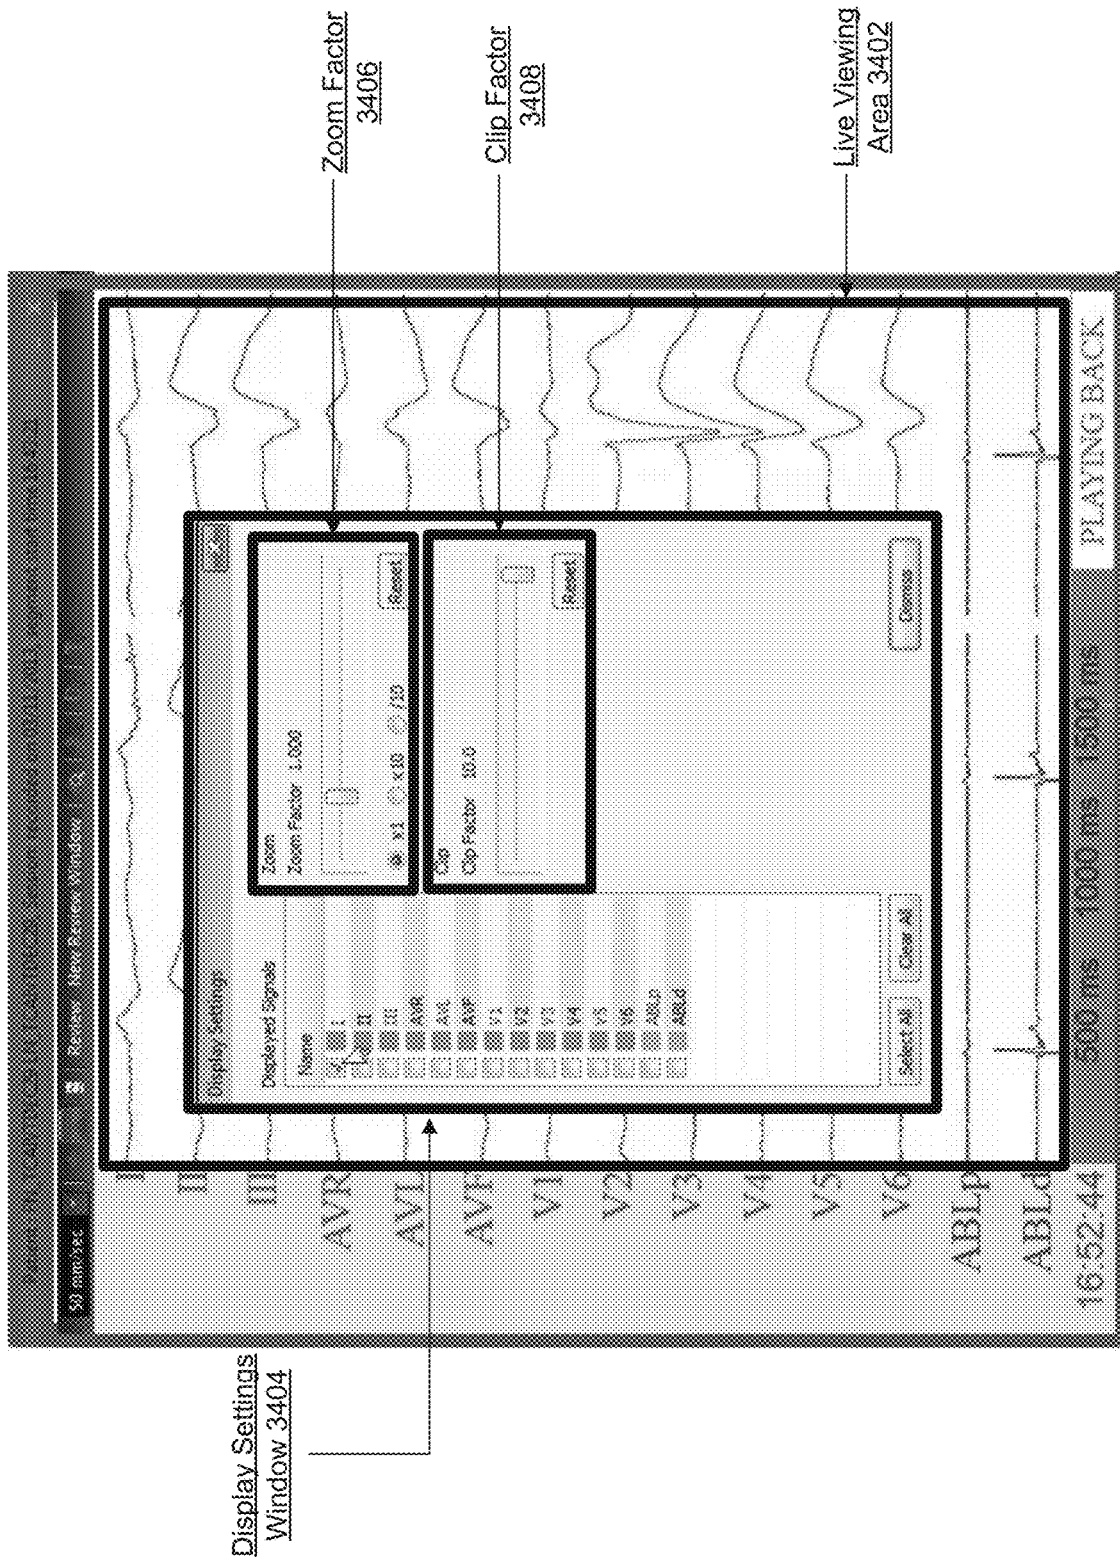 Display Settings
Window 3404
Zoom Factor
3406
Clip Factor
3408
Live Viewing
Area 3402
50 mm/sec
Review
New Review Window
I
II
III
AVR
AVL
AVF
V1
V2
V3
V4
V5
V6
ABLp
ABLd
Display Settings
Displayed Signals
Name
I
II
III
AVR
AVL
AVF
V1
V2
V3
V4
V5
V6
ABLp
ABLd
Select All
Clear All
Zoom
Zoom Factor 1.000
x1
x10
/10
Reset
Clip
Clip Factor 10.0
Reset
16:52:44
500 ms
1000 ms
1500 ms
PLAYING BACK